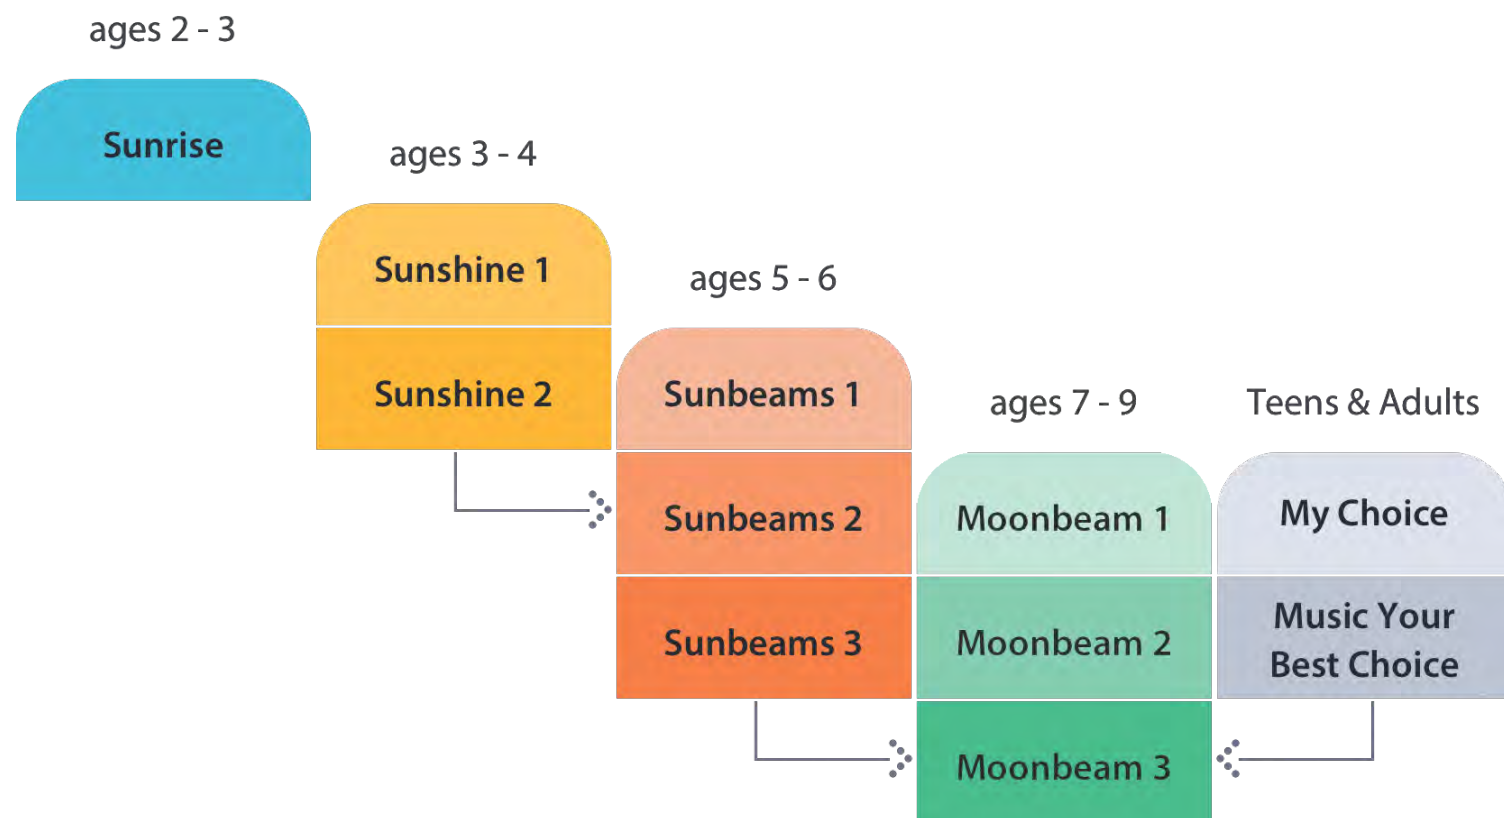 ages 2 - 3
Sunrise
ages 3 - 4
Sunshine 1
Sunshine 2
ages 5 - 6
Sunbeams 1
Sunbeams 2
Sunbeams 3
ages 7 - 9
Moonbeam 1
Moonbeam 2
Moonbeam 3
Teens & Adults
My Choice
Music Your
Best Choice